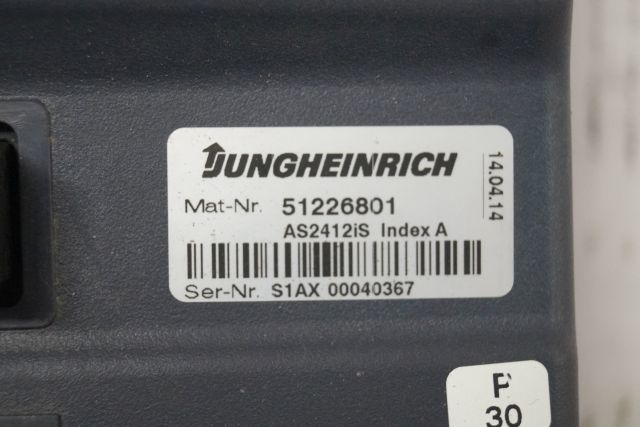 JUNGHEINRICH
14.04.14
Mat-Nr. 51226801
AS2412iS Index A
Ser-Nr. S1AX 00040367
P
30